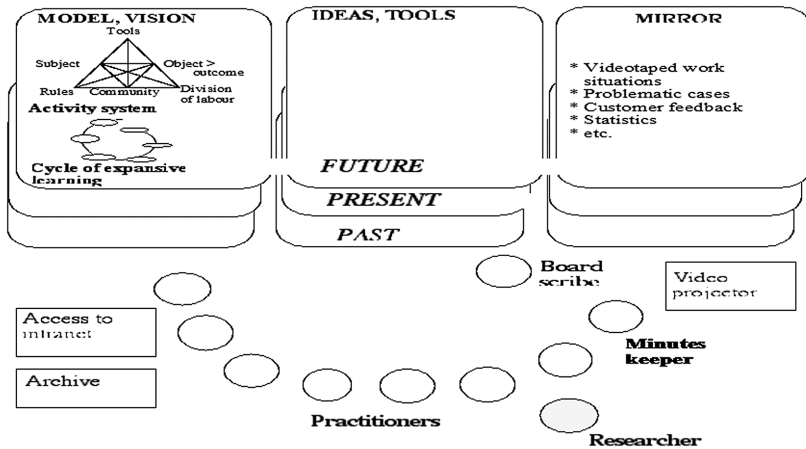 MODEL, VISION
Tools
Subject
Object >
outcome
Rules
Community
Division
of labour
Activity system
Cycle of expansive
learning
IDEAS, TOOLS
FUTURE
PRESENT
PAST
MIRROR
* Videotaped work
situations
* Problematic cases
* Customer feedback
* Statistics
* etc.
Board
scribe
Video
projector
Access to
intranet
Minutes
keeper
Archive
Practitioners
Researcher